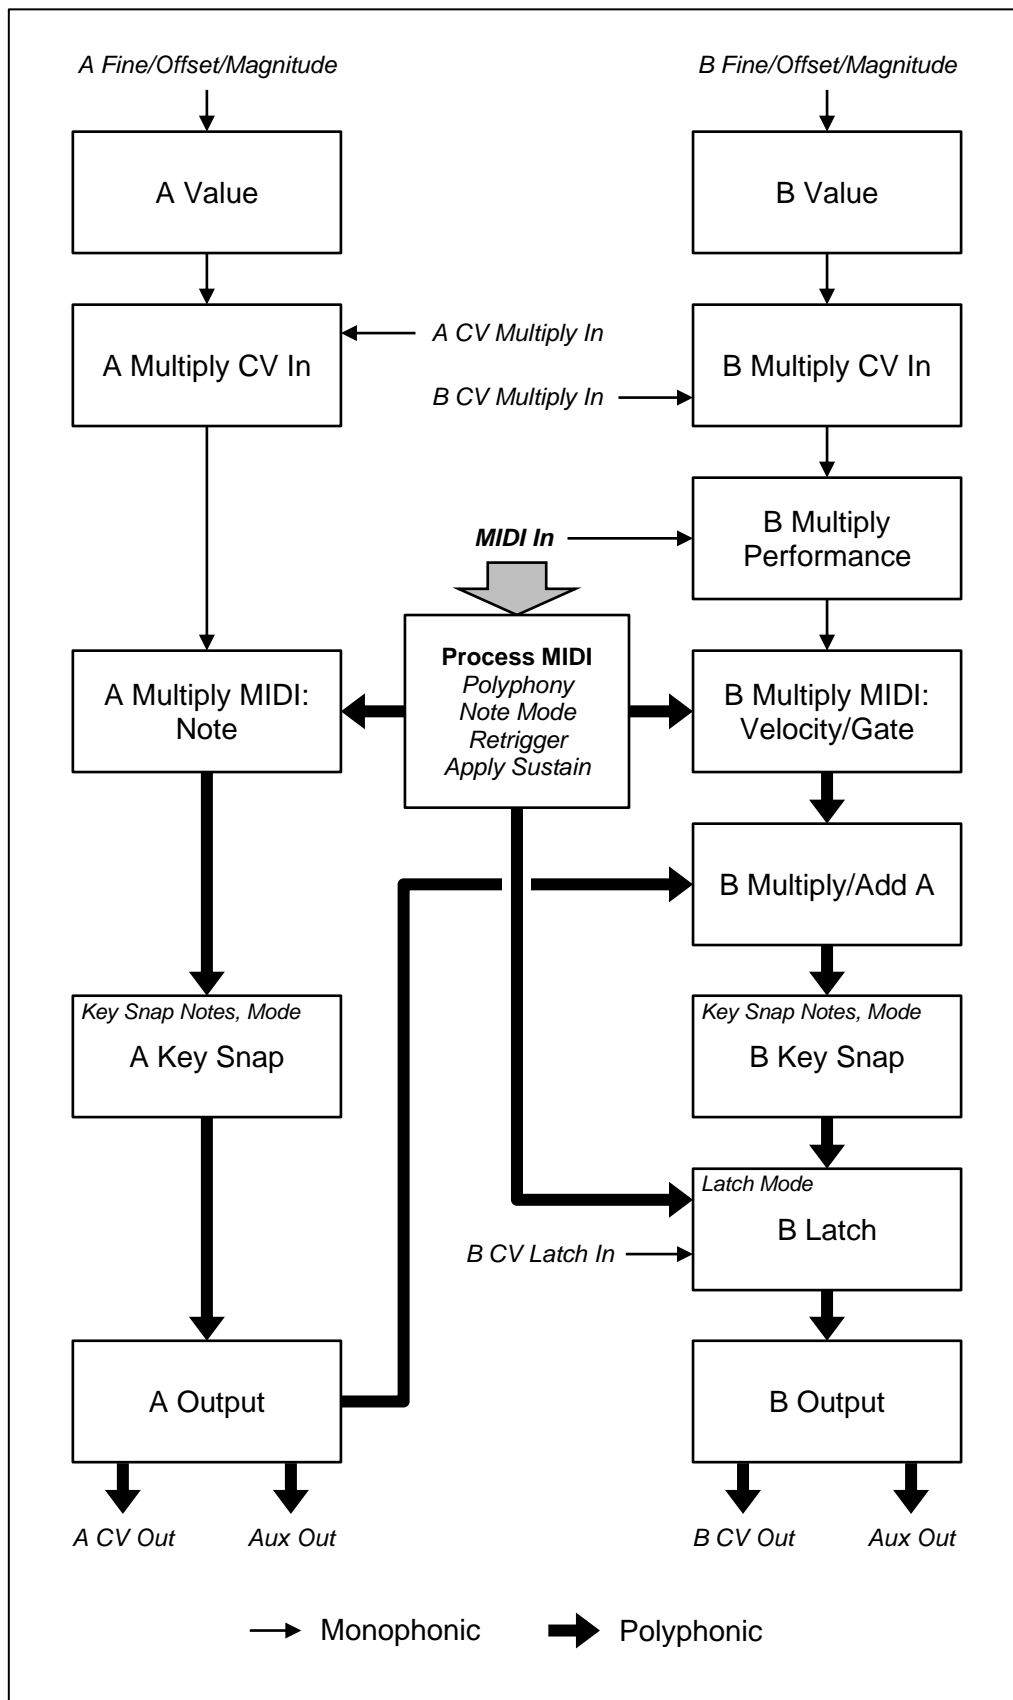 A Fine/Offset/Magnitude
B Fine/Offset/Magnitude
A Value
B Value
A Multiply CV In
A CV Multiply In
B CV Multiply In
B Multiply CV In
MIDI In
B Multiply
Performance
A Multiply MIDI:
Note
Process MIDI
Polyphony
Note Mode
Retrigger
Apply Sustain
B Multiply MIDI:
Velocity/Gate
B Multiply/Add A
Key Snap Notes, Mode
A Key Snap
Key Snap Notes, Mode
B Key Snap
Latch Mode
B Latch
B CV Latch In
A Output
B Output
A CV Out
Aux Out
B CV Out
Aux Out
Monophonic
Polyphonic